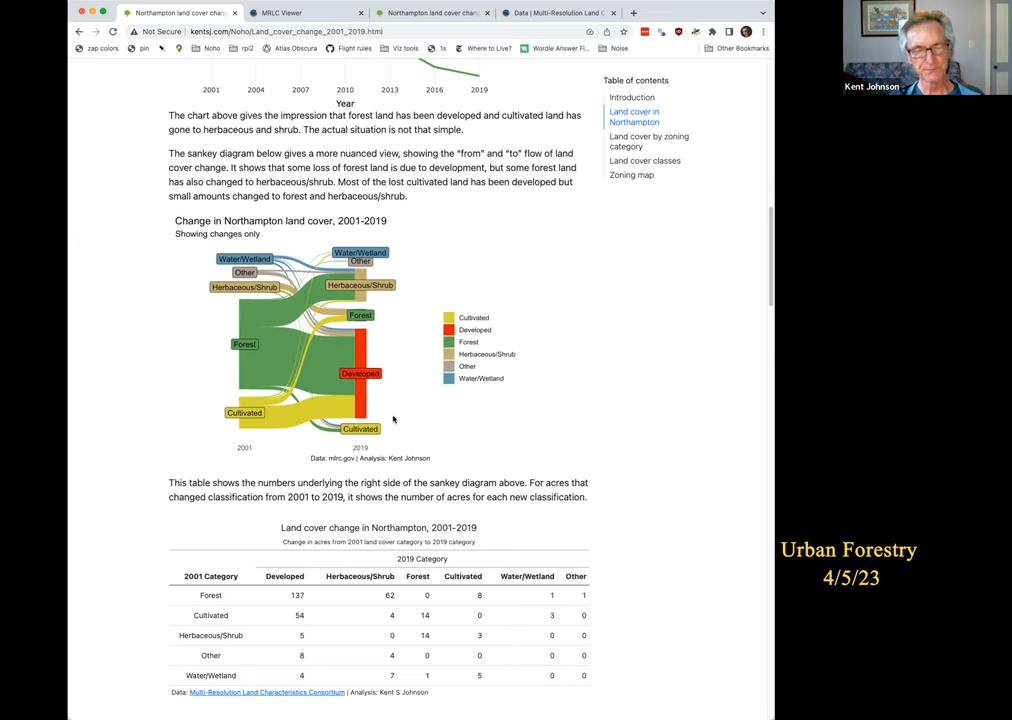 Northampton land cover chan
MRLC Viewer
Northampton land cover chan
Data | Multi-Resolution Land C
Not Secure | kentsj.com/Noho/Land_cover_change_2001_2019.html
zap colors
pin
Noho
rpi2
Atlas Obscura
Flight rules
Viz tools
1s
Where to Live?
Wordle Answer Fi...
Noise
Other Bookmarks
Kent Johnson
2001 2004 2007 2010 2013 2016 2019
Year
The chart above gives the impression that forest land has been developed and cultivated land has
gone to herbaceous and shrub. The actual situation is not that simple.
The sankey diagram below gives a more nuanced view, showing the “from” and “to” flow of land
cover change. It shows that some loss of forest land is due to development, but some forest land
has also changed to herbaceous/shrub. Most of the lost cultivated land has been developed but
small amounts changed to forest and herbaceous/shrub.
Table of contents
Introduction
Land cover in
Northampton
Land cover by zoning
category
Land cover classes
Zoning map
Change in Northampton land cover, 2001-2019
Showing changes only
Water/Wetland
Other
Herbaceous/Shrub
Forest
Cultivated
Water/Wetland
Other
Herbaceous/Shrub
Forest
Developed
Cultivated
2001 2019
Cultivated
Developed
Forest
Herbaceous/Shrub
Other
Water/Wetland
Data: mlrc.gov | Analysis: Kent Johnson
This table shows the numbers underlying the right side of the sankey diagram above. For acres that
changed classification from 2001 to 2019, it shows the number of acres for each new classification.
Land cover change in Northampton, 2001-2019
Change in acres from 2001 land cover category to 2019 category
2019 Category
2001 Category Developed Herbaceous/Shrub Forest Cultivated Water/Wetland Other
Forest 137 62 0 8 1 1
Cultivated 54 4 14 0 3 0
Herbaceous/Shrub 5 0 14 3 0 0
Other 8 4 0 0 0 0
Water/Wetland 4 7 1 5 0 0
Data: Multi-Resolution Land Characteristics Consortium | Analysis: Kent S Johnson
Urban Forestry
4/5/23